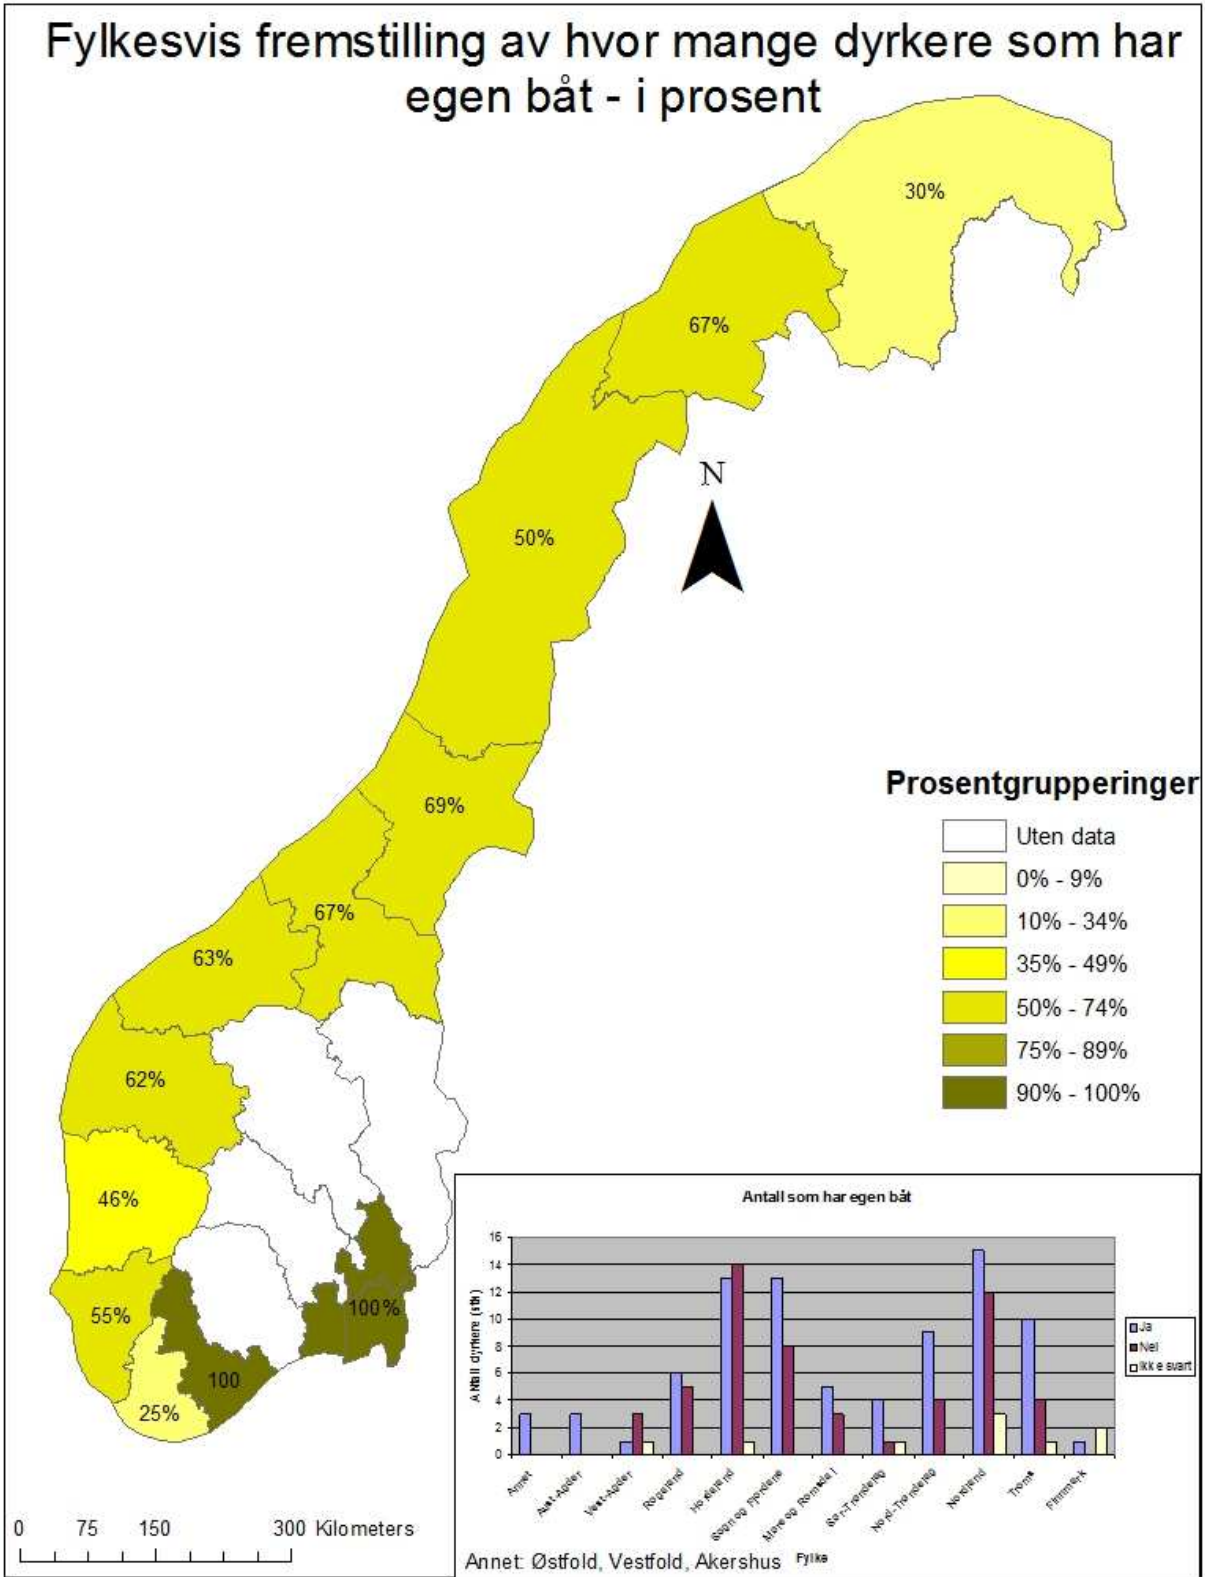 Fylkesvis fremstilling av hvor mange dyrkere som har
egen båt - i prosent
30%
67%
N
50%
69%
67%
63%
62%
46%
55%
25%
100
100%
Prosentgrupperinger
Uten data
0% - 9%
10% - 34%
35% - 49%
50% - 74%
75% - 89%
90% - 100%
Antall som har egen båt
Antall dyrkere (stk)
16
14
12
10
8
6
4
2
0
Ja
Nei
Ikke svart
Annet
Aust-Agder
Vest-Agder
Rogaland
Hordaland
Sogn og Fjordane
Møre og Romsdal
Sør-Trøndelag
Nord-Trøndelag
Nordland
Troms
Finnmark
Fylke
Annet: Østfold, Vestfold, Akershus
0 75 150 300 Kilometers